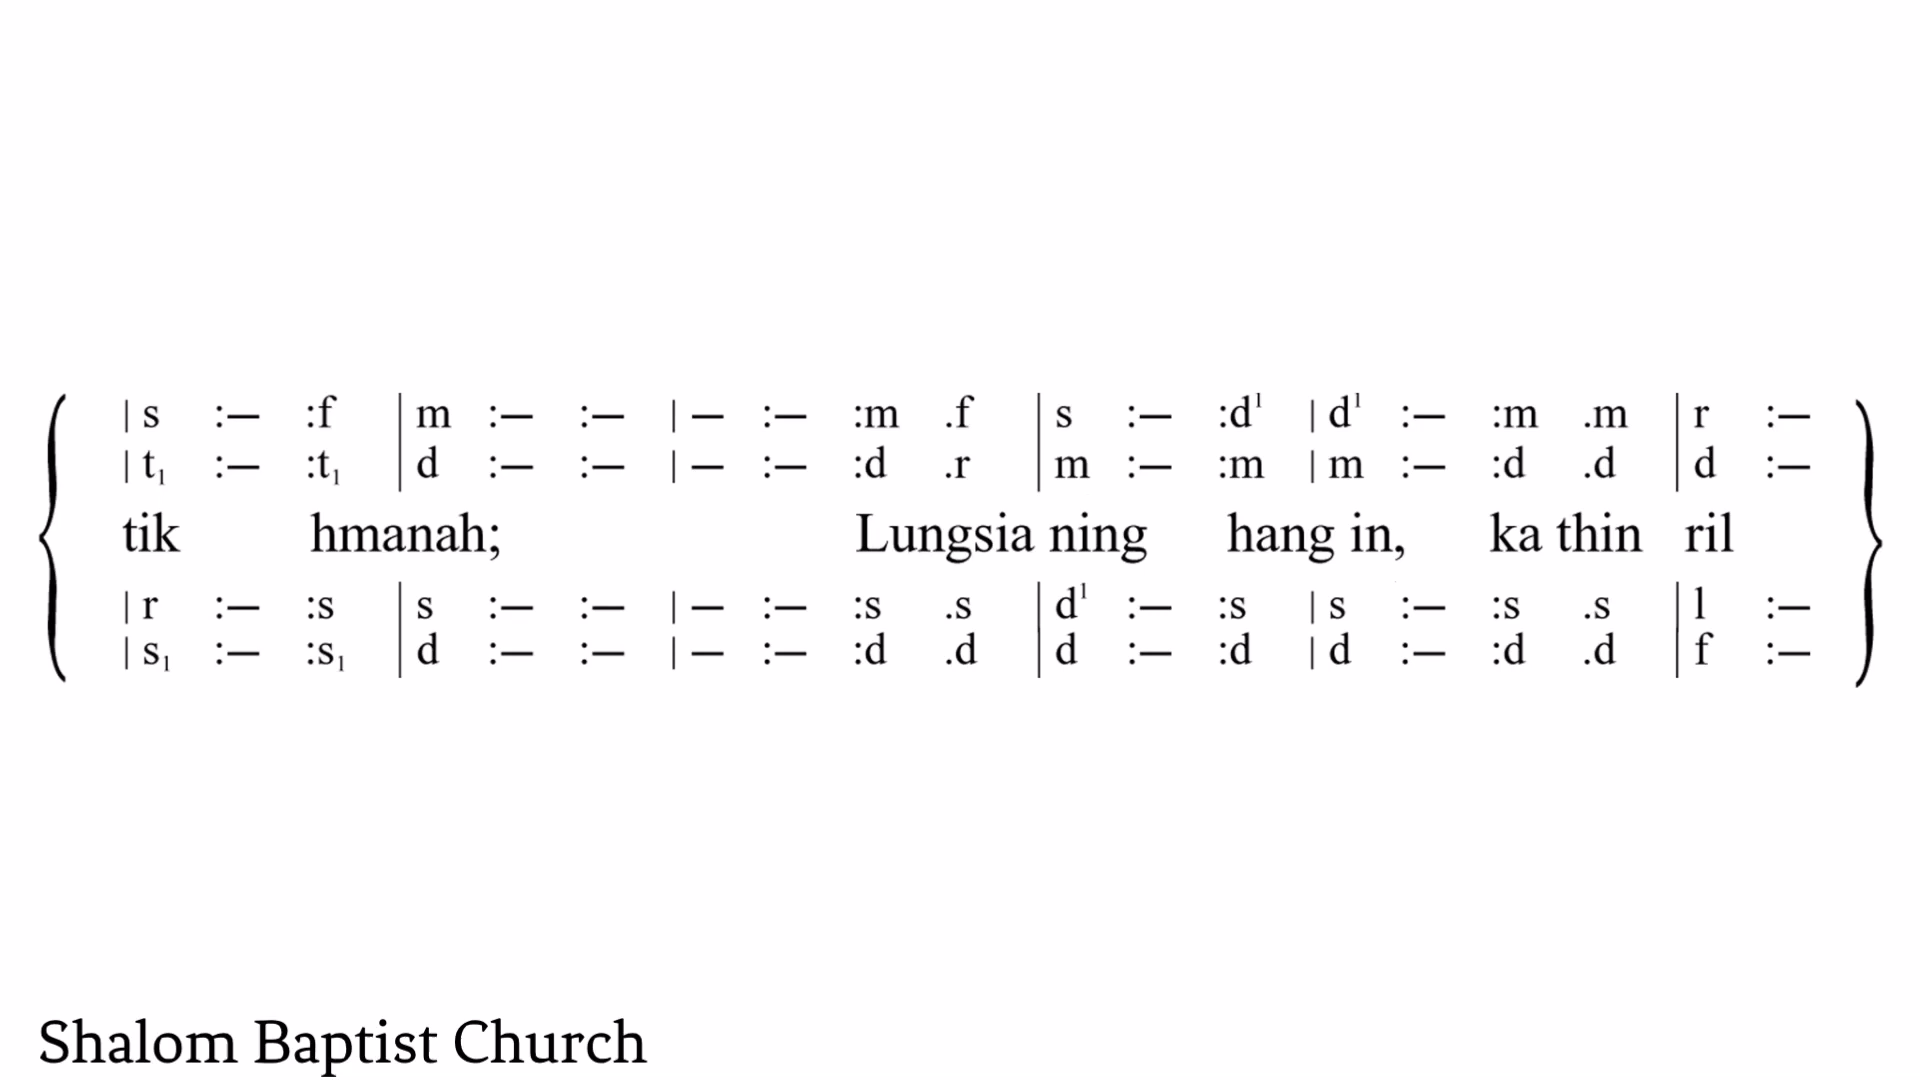 | s :— :f | m :— :— | — :— :m .f | s :— :d¹ | d¹ :— :m .m | r :—
| t₁ :— :t₁ | d :— :— | — :— :d .r | m :— :m | m :— :d .d | d :—
tik hmanah; Lungsia ning hang in, ka thin ril
| r :— :s | s :— :— | — :— :s .s | d¹ :— :s | s :— :s .s | l :—
| s₁ :— :s₁ | d :— :— | — :— :d .d | d :— :d | d :— :d .d | f :—
Shalom Baptist Church